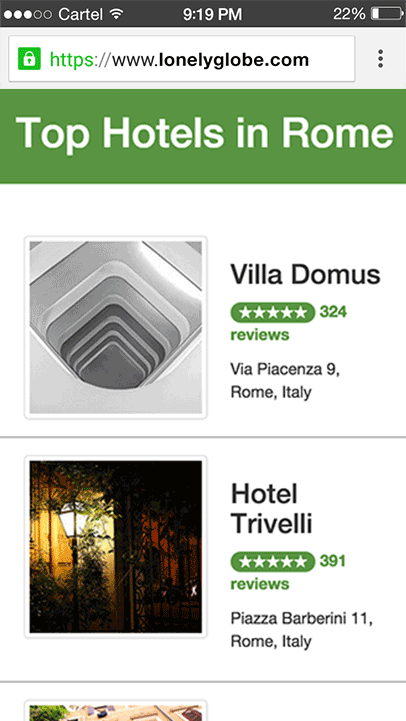 Cartel 9:19 PM 22%
https://www.lonelyglobe.com
Top Hotels in Rome
Villa Domus
324
reviews
Via Piacenza 9,
Rome, Italy
Hotel
Trivelli
391
reviews
Piazza Barberini 11,
Rome, Italy